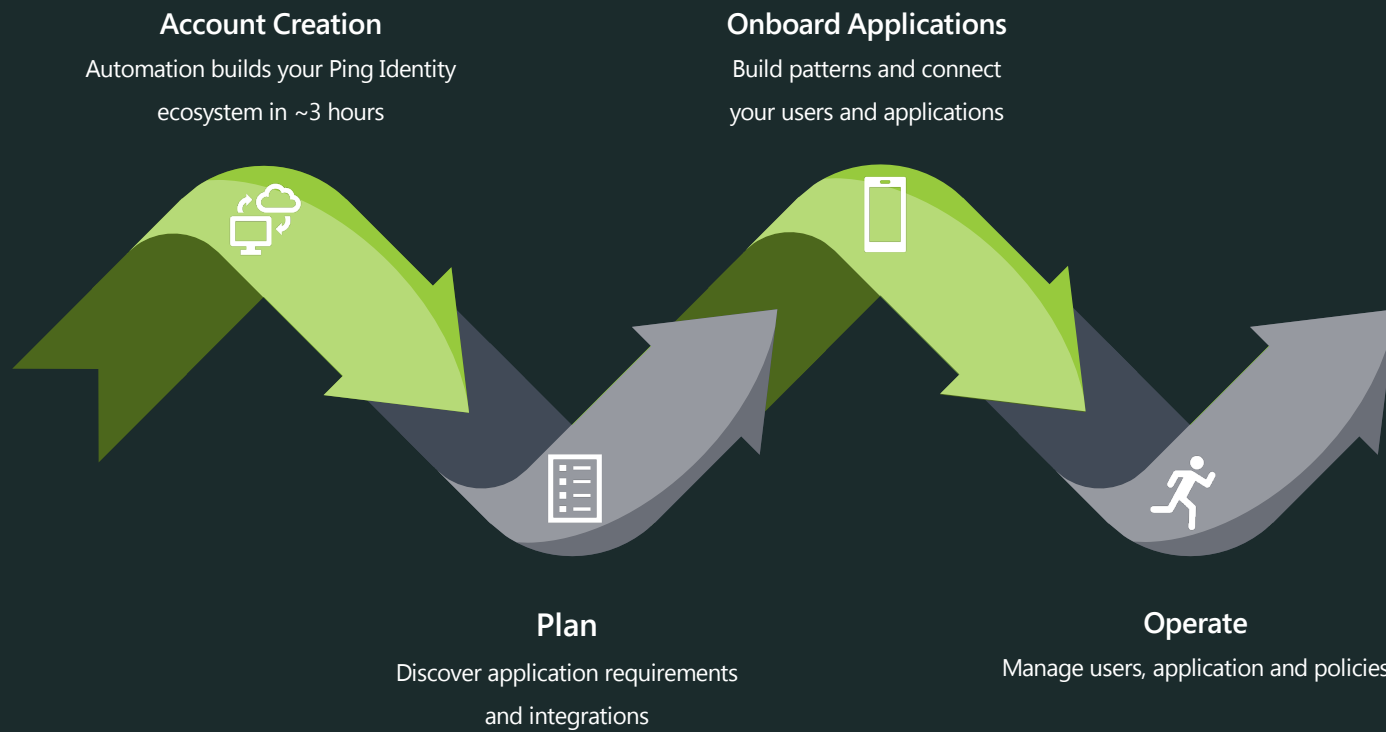 Account Creation
Automation builds your Ping Identity
ecosystem in ~3 hours
Plan
Discover application requirements
and integrations
Onboard Applications
Build patterns and connect
your users and applications
Operate
Manage users, application and policies